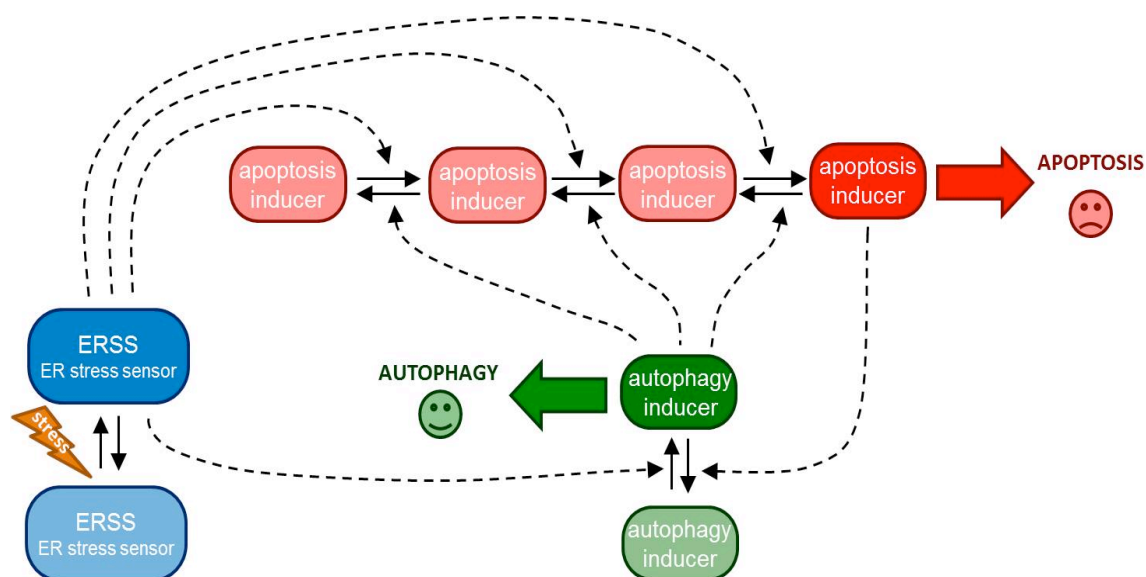 apoptosis
inducer
apoptosis
inducer
apoptosis
inducer
apoptosis
inducer
APOPTOSIS
ERSS
ER stress sensor
AUTOPHAGY
autophagy
inducer
stress
ERSS
ER stress sensor
autophagy
inducer